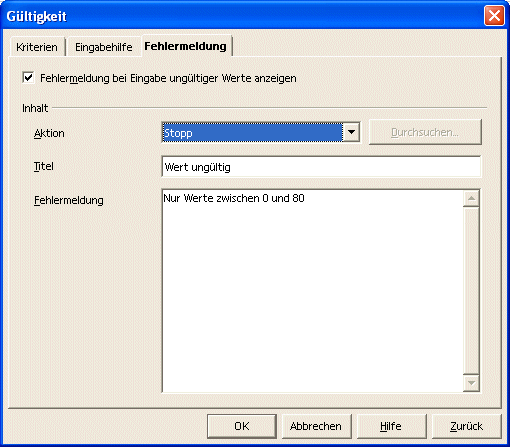 Gültigkeit
Kriterien Eingabehilfe Fehlermeldung
Fehlermeldung bei Eingabe ungültiger Werte anzeigen
Inhalt
Aktion Stopp Durchsuchen...
Titel Wert ungültig
Fehlermeldung Nur Werte zwischen 0 und 80
OK Abbrechen Hilfe Zurück